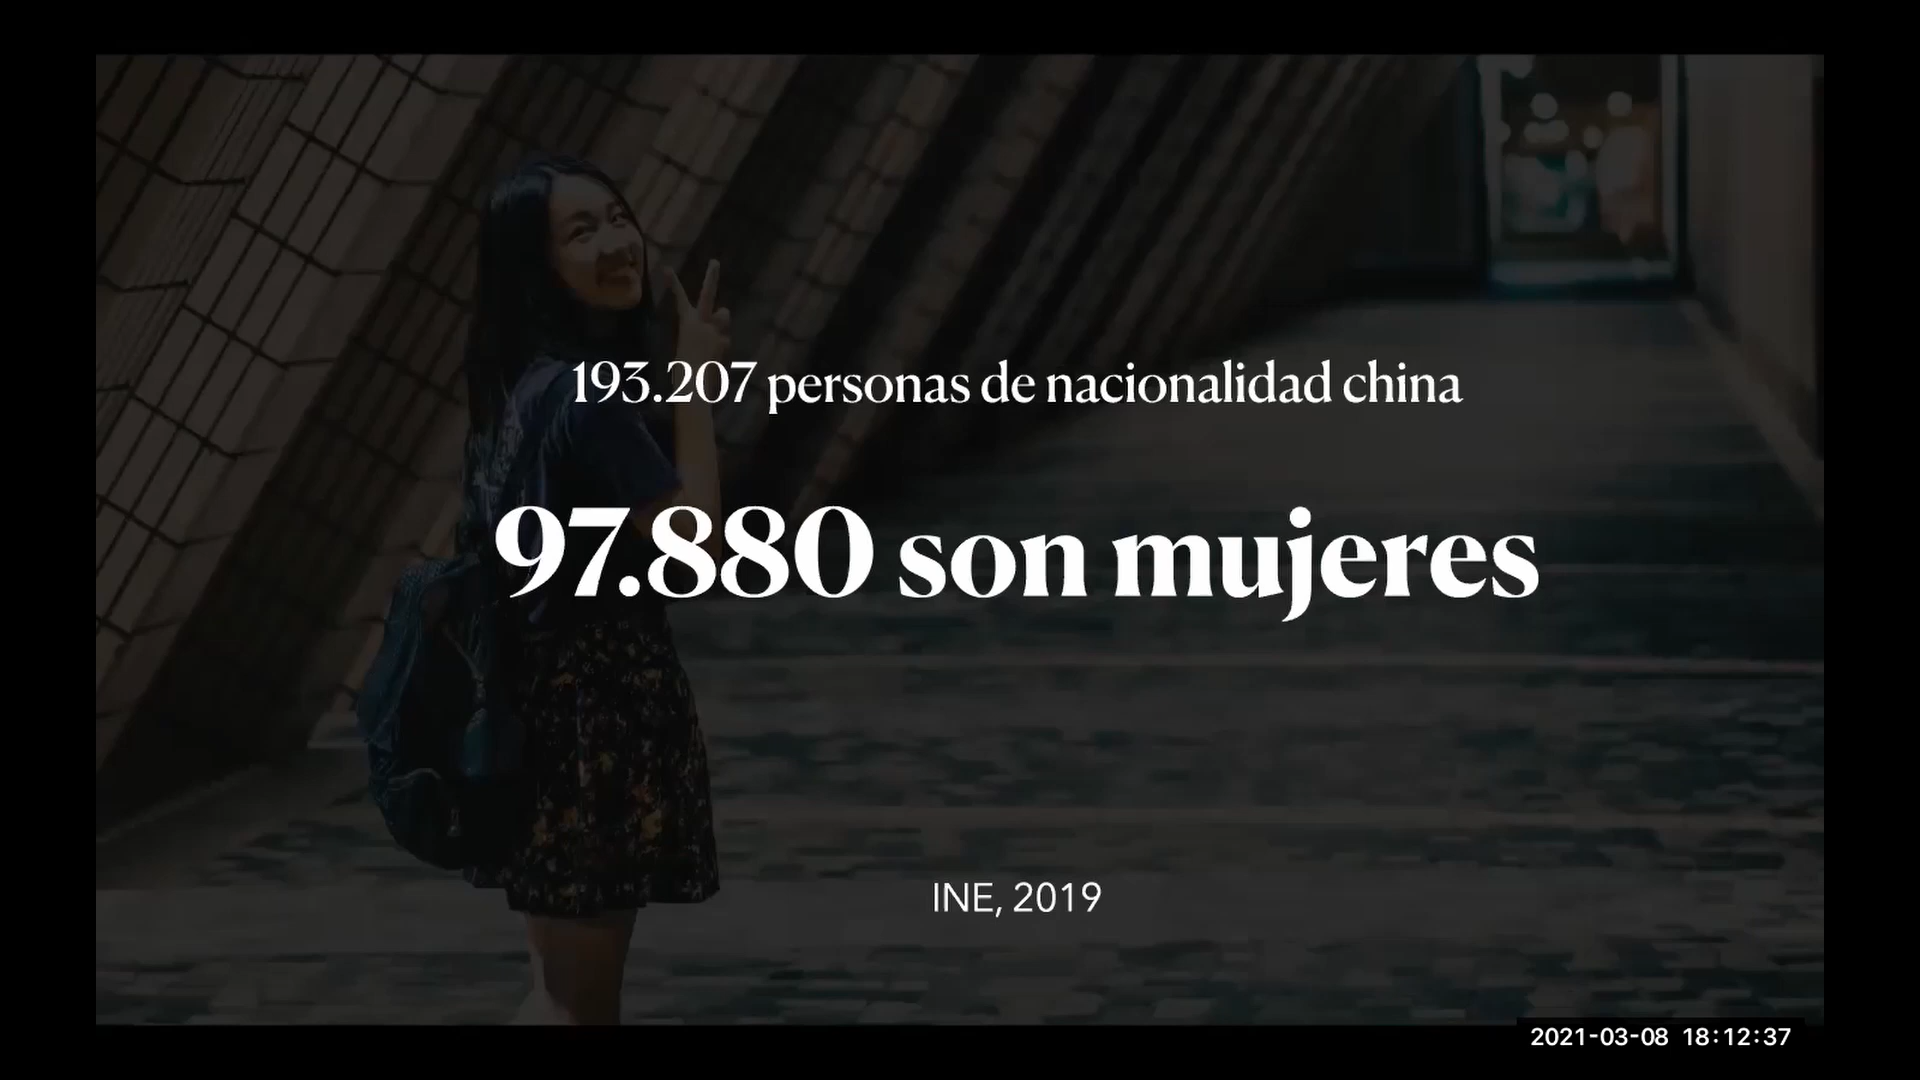 193.207 personas de nacionalidad china
97.880 son mujeres
INE, 2019
2021-03-08 18:12:37